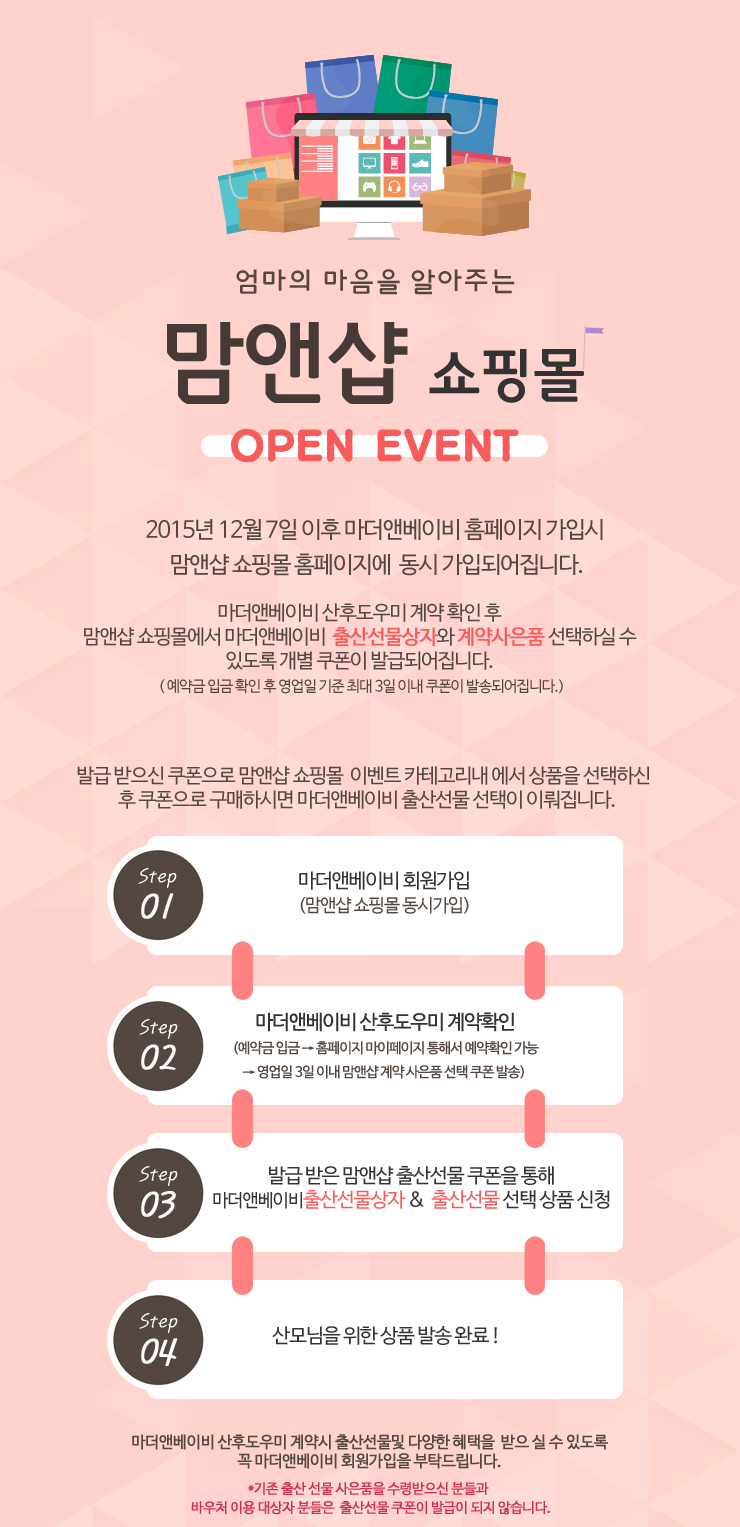 엄마의 마음을 알아주는
맘앤샵 쇼핑몰
OPEN EVENT
2015년 12월 7일 이후 마더앤베이비 홈페이지 가입시
맘앤샵 쇼핑몰 홈페이지에 동시 가입되어집니다.
마더앤베이비 산후도우미 계약 확인 후
맘앤샵 쇼핑몰에서 마더앤베이비 출산선물상자와 계약사은품 선택하실 수
있도록 개별 쿠폰이 발급되어집니다.
( 예약금 입금 확인 후 영업일 기준 최대 3일 이내 쿠폰이 발송되어집니다.)
발급 받으신 쿠폰으로 맘앤샵 쇼핑몰 이벤트 카테고리내 에서 상품을 선택하신
후 쿠폰으로 구매하시면 마더앤베이비 출산선물 선택이 이뤄집니다.
Step
01
마더앤베이비 회원가입
(맘앤샵 쇼핑몰 동시가입)
Step
02
마더앤베이비 산후도우미 계약확인
(예약금 입금 → 홈페이지 마이페이지 통해서 예약확인 가능
→ 영업일 3일 이내 맘앤샵 계약 사은품 선택 쿠폰 발송)
Step
03
발급 받은 맘앤샵 출산선물 쿠폰을 통해
마더앤베이비출산선물상자 & 출산선물 선택 상품 신청
Step
04
산모님을 위한 상품 발송 완료 !
마더앤베이비 산후도우미 계약시 출산선물및 다양한 혜택을 받으 실 수 있도록
꼭 마더앤베이비 회원가입을 부탁드립니다.
*기존 출산 선물 사은품을 수령받으신 분들과
바우처 이용 대상자 분들은 출산선물 쿠폰이 발급이 되지 않습니다.